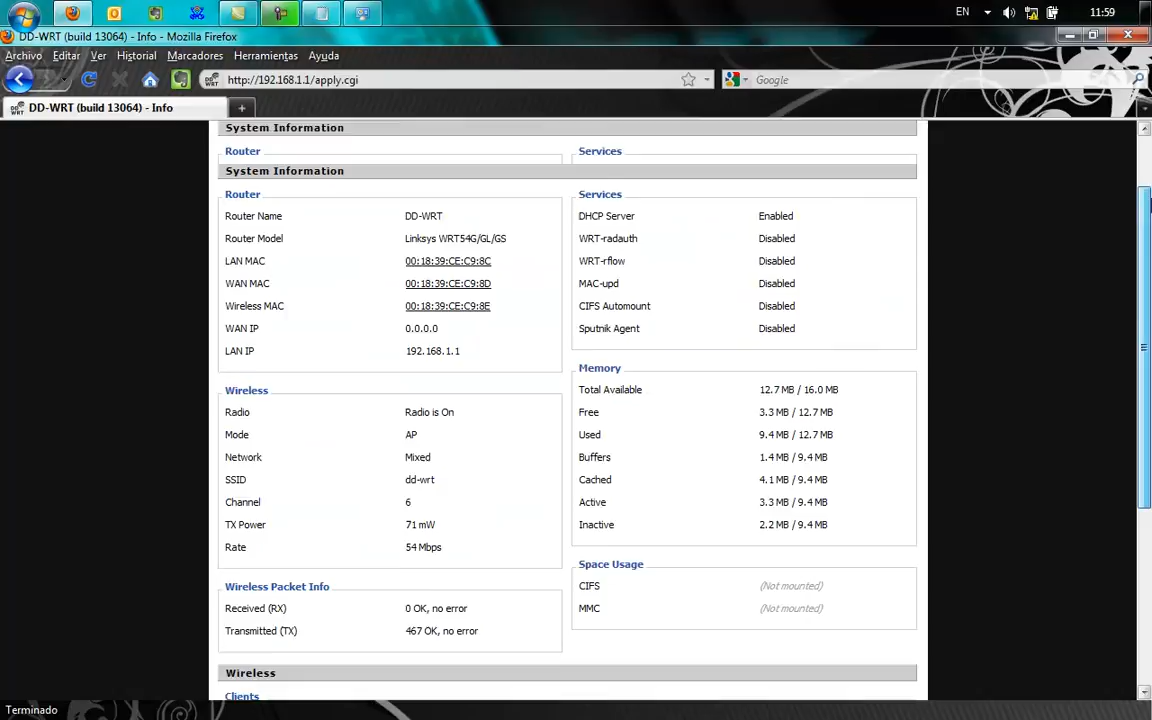 EN 11:59
DD-WRT (build 13064) - Info - Mozilla Firefox
Archivo Editar Ver Historial Marcadores Herramientas Ayuda
http://192.168.1.1/apply.cgi Google
DD-WRT (build 13064) - Info
System Information
Router Services
System Information
Router
Router Name DD-WRT
Router Model Linksys WRT54G/GL/GS
LAN MAC 00:18:39:CE:C9:8C
WAN MAC 00:18:39:CE:C9:8D
Wireless MAC 00:18:39:CE:C9:8E
WAN IP 0.0.0.0
LAN IP 192.168.1.1
Wireless
Radio Radio is On
Mode AP
Network Mixed
SSID dd-wrt
Channel 6
TX Power 71 mW
Rate 54 Mbps
Wireless Packet Info
Received (RX) 0 OK, no error
Transmitted (TX) 467 OK, no error
Services
DHCP Server Enabled
WRT-radauth Disabled
WRT-rflow Disabled
MAC-upd Disabled
CIFS Automount Disabled
Sputnik Agent Disabled
Memory
Total Available 12.7 MB / 16.0 MB
Free 3.3 MB / 12.7 MB
Used 9.4 MB / 12.7 MB
Buffers 1.4 MB / 9.4 MB
Cached 4.1 MB / 9.4 MB
Active 3.3 MB / 9.4 MB
Inactive 2.2 MB / 9.4 MB
Space Usage
CIFS (Not mounted)
MMC (Not mounted)
Wireless
Clients
Terminado